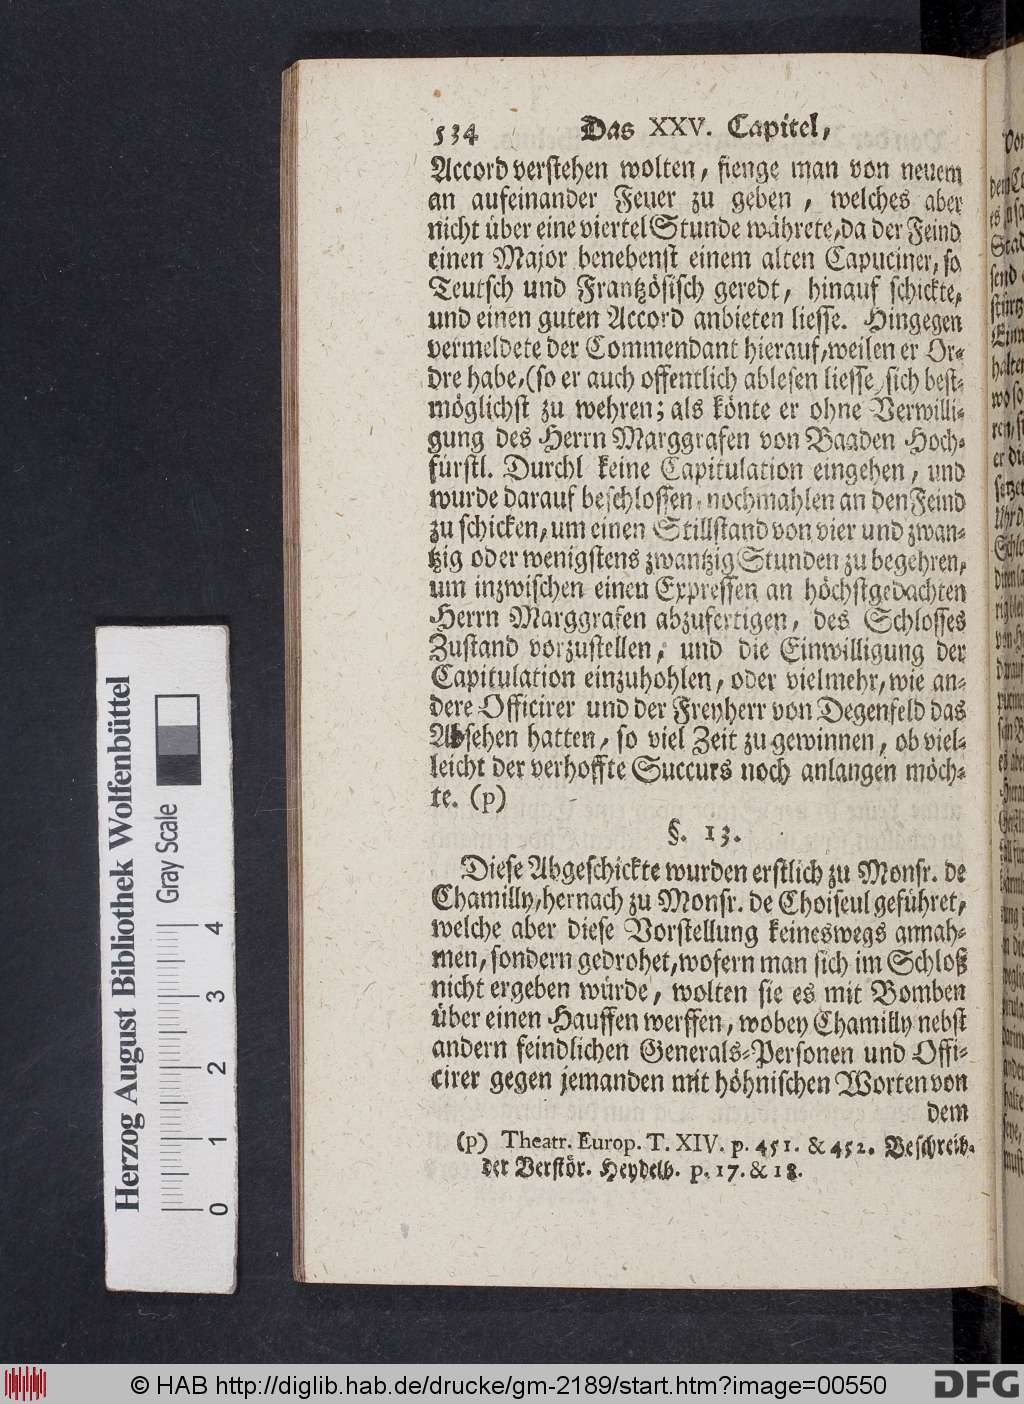 534 Das XXV. Capitel,
Accord verstehen wolten, fienge man von neuem
an aufeinander Feuer zu geben, welches aber
nicht über eine viertel Stunde währete, da der Feind
einen Major benebenst einem alten Capuciner, so
Teutsch und Frantzösisch geredt, hinauf schickte,
und einen guten Accord anbieten liesse. Hingegen
vermeldete der Commendant hierauf, weilen er Or-
dre habe, (so er auch offentlich ablesen liesse, sich best-
möglichst zu wehren; als könte er ohne Verwilli-
gung des Herrn Marggrafen von Baaden Hoch-
fürstl. Durchl keine Capitulation eingehen, und
wurde darauf beschlossen, nochmahlen an den Feind
zu schicken, um einen Stillstand von vier und zwan-
tzig oder wenigstens zwantzig Stunden zu begehren,
um inzwischen einen Expressen an höchstgedachten
Herrn Marggrafen abzufertigen, des Schlosses
Zustand vorzustellen, und die Einwilligung der
Capitulation einzuhohlen, oder vielmehr, wie an-
dere Officirer und der Freyherr von Degenfeld das
Absehen hatten, so viel Zeit zu gewinnen, ob viel-
leicht der verhoffte Succurs noch anlangen möch-
te. (p)
§. 13.
Diese Abgeschickte wurden erstlich zu Monsr. de
Chamilly, hernach zu Monsr. de Choiseul geführet,
welche aber diese Vorstellung keineswegs annah-
men, sondern gedrohet, wofern man sich im Schloß
nicht ergeben würde, wolten sie es mit Bomben
über einen Hauffen werffen, wobey Chamilly nebst
andern feindlichen Generals-Personen und Offi-
cirer gegen jemanden mit höhnischen Worten von
dem
(p) Theatr. Europ. T. XIV. p. 451. & 452. Beschreib.
der Verstör. Heydelb. p. 17. & 18.
Herzog August Bibliothek Wolfenbüttel
Gray Scale
0 1 2 3 4
© HAB http://diglib.hab.de/drucke/gm-2189/start.htm?image=00550
DFG